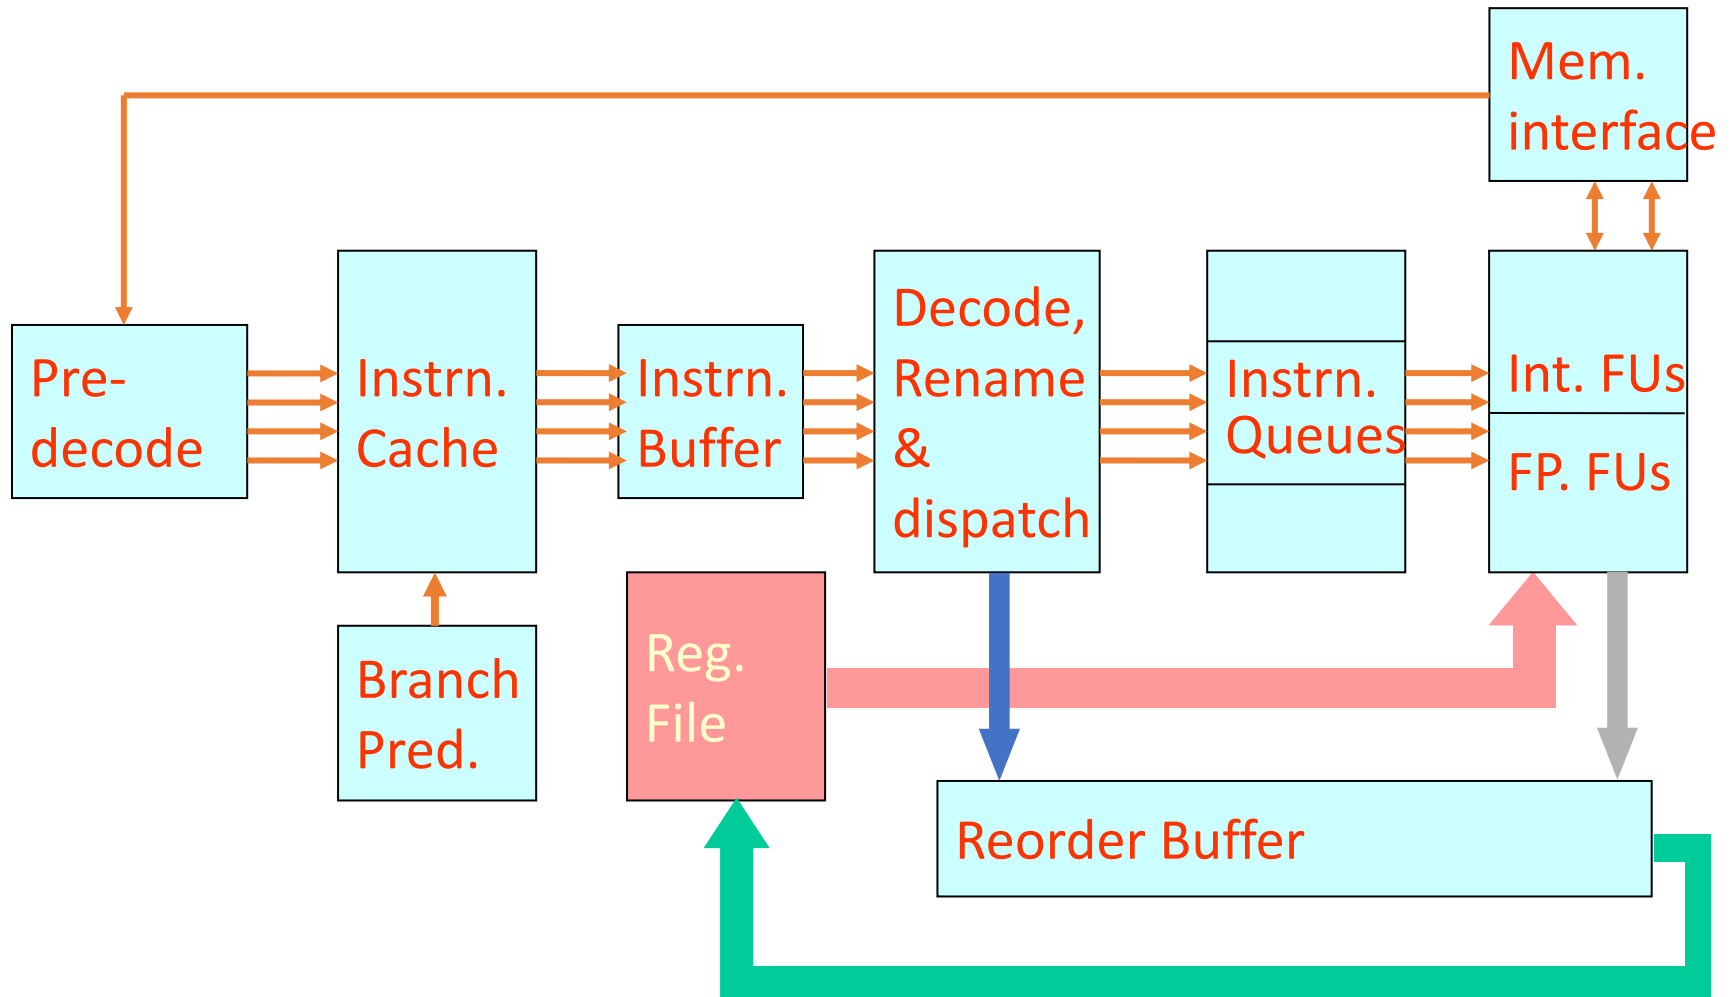 Mem.
interface
Pre-
decode
Instrn.
Cache
Instrn.
Buffer
Decode,
Rename
&
dispatch
Instrn.
Queues
Int. FUs
FP. FUs
Branch
Pred.
Reg.
File
Reorder Buffer